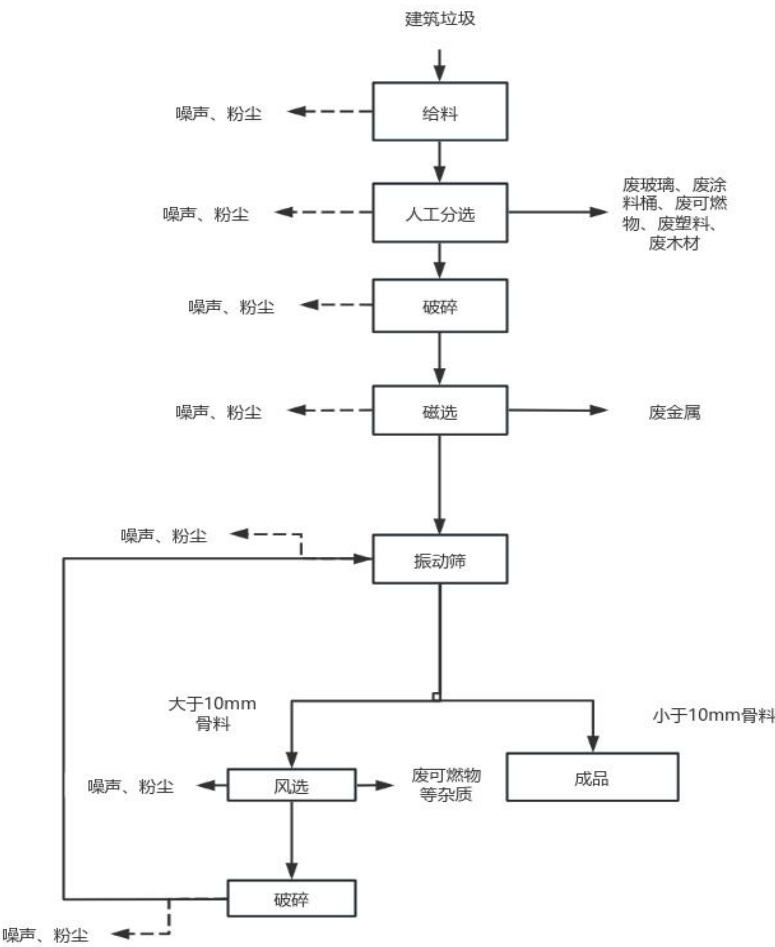 建筑垃圾
噪声、粉尘
给料
噪声、粉尘
人工分选
废玻璃、废涂
料桶、废可燃
物、废塑料、
废木材
噪声、粉尘
破碎
噪声、粉尘
磁选
废金属
噪声、粉尘
振动筛
大于10mm
骨料
小于10mm骨料
噪声、粉尘
风选
废可燃物
等杂质
成品
破碎
噪声、粉尘